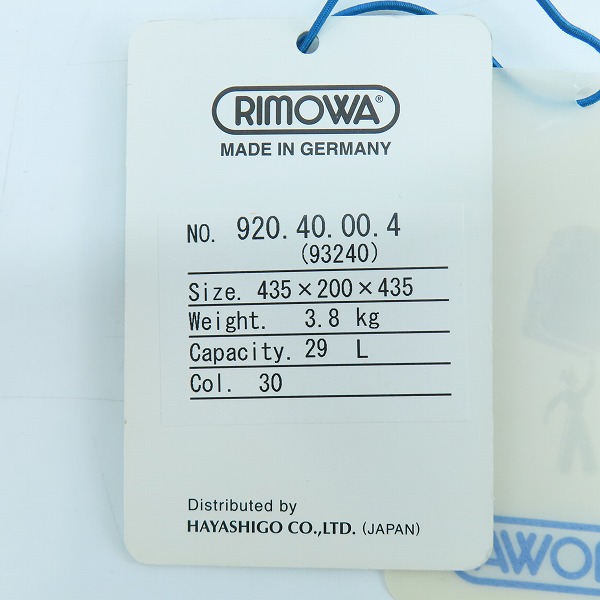 RIMOWA®
MADE IN GERMANY
NO. 920.40.00.4
(93240)
Size. 435×200×435
Weight. 3.8 kg
Capacity. 29 L
Col. 30
Distributed by
HAYASHIGO CO.,LTD. (JAPAN)